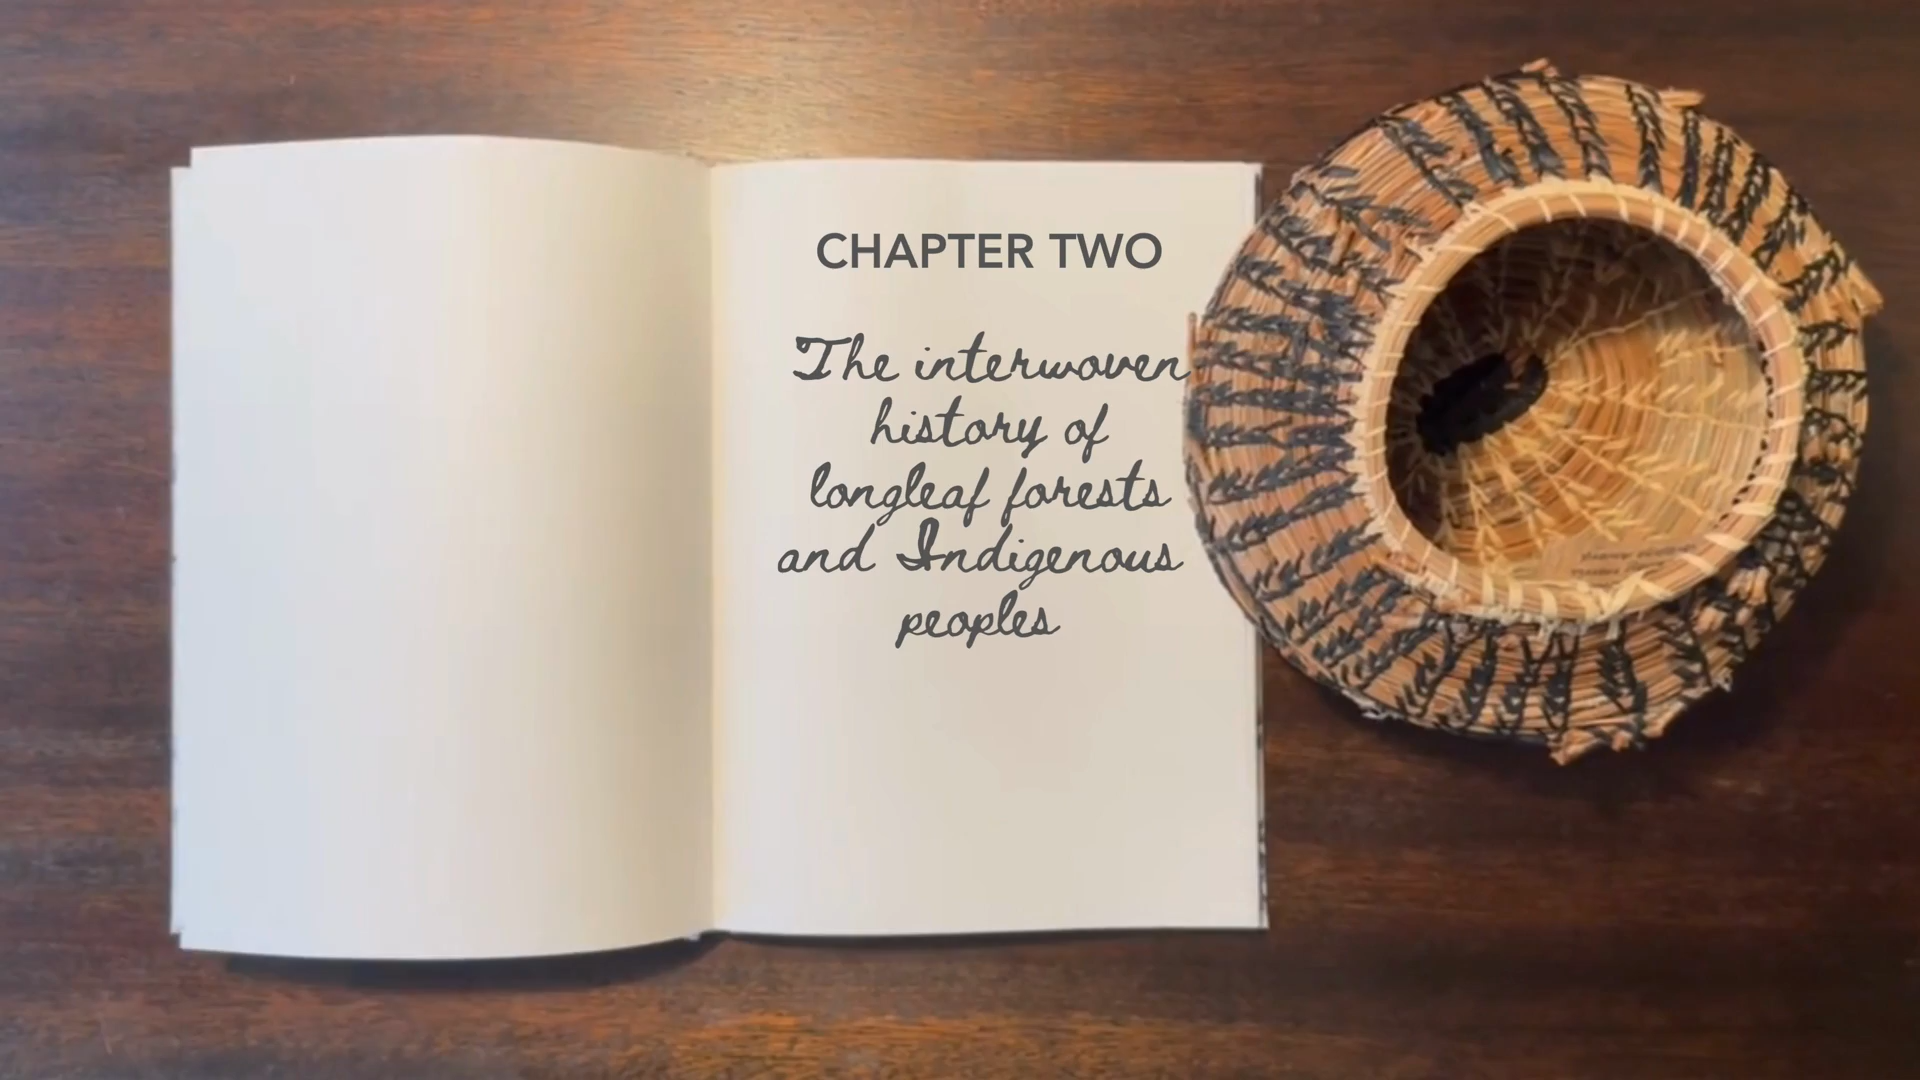 CHAPTER TWO
The interwoven
history of
longleaf forests
and Indigenous
peoples